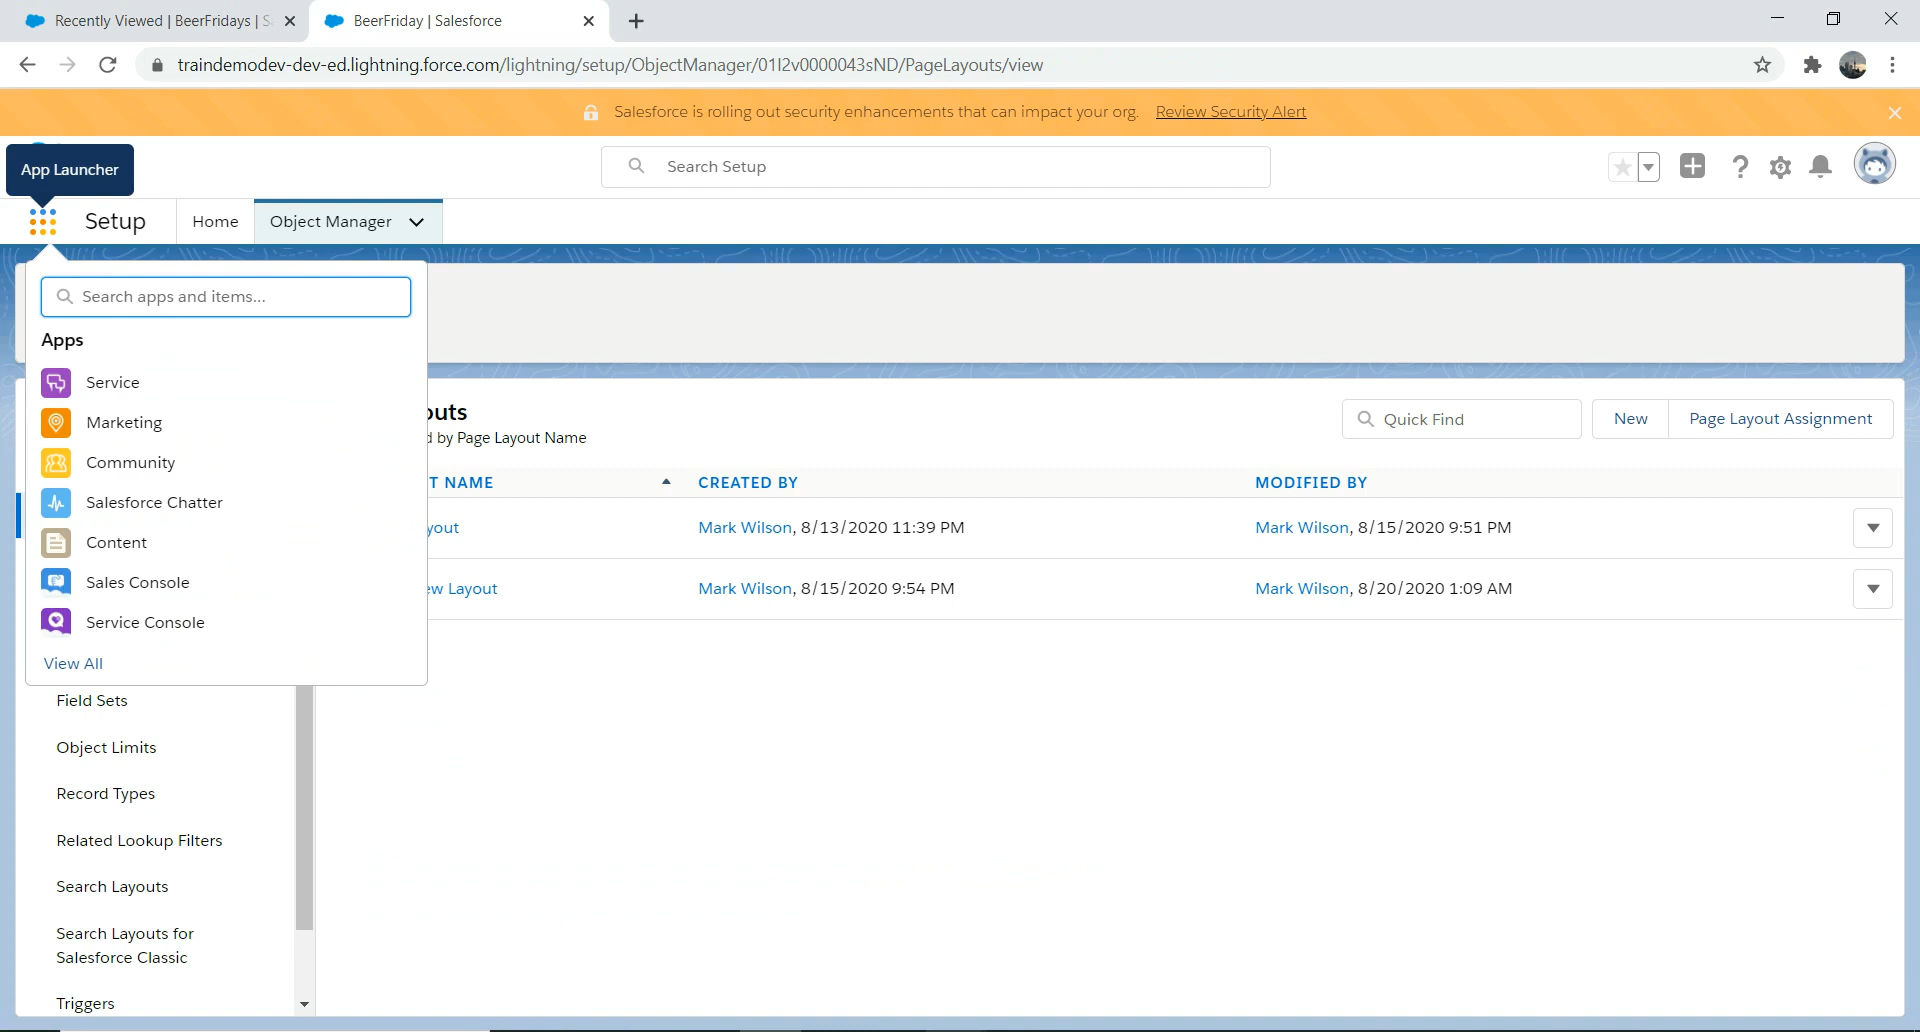 Recently Viewed | BeerFridays | S
BeerFriday | Salesforce
traindemodev-dev-ed.lightning.force.com/lightning/setup/ObjectManager/01I2v0000043sND/PageLayouts/view
Salesforce is rolling out security enhancements that can impact your org. Review Security Alert
App Launcher
Search Setup
Setup
Home
Object Manager
Search apps and items...
Apps
Service
Marketing
Community
Salesforce Chatter
Content
Sales Console
Service Console
View All
outs
d by Page Layout Name
Quick Find
New
Page Layout Assignment
T NAME
CREATED BY
MODIFIED BY
yout
Mark Wilson, 8/13/2020 11:39 PM
Mark Wilson, 8/15/2020 9:51 PM
ew Layout
Mark Wilson, 8/15/2020 9:54 PM
Mark Wilson, 8/20/2020 1:09 AM
Field Sets
Object Limits
Record Types
Related Lookup Filters
Search Layouts
Search Layouts for
Salesforce Classic
Triggers